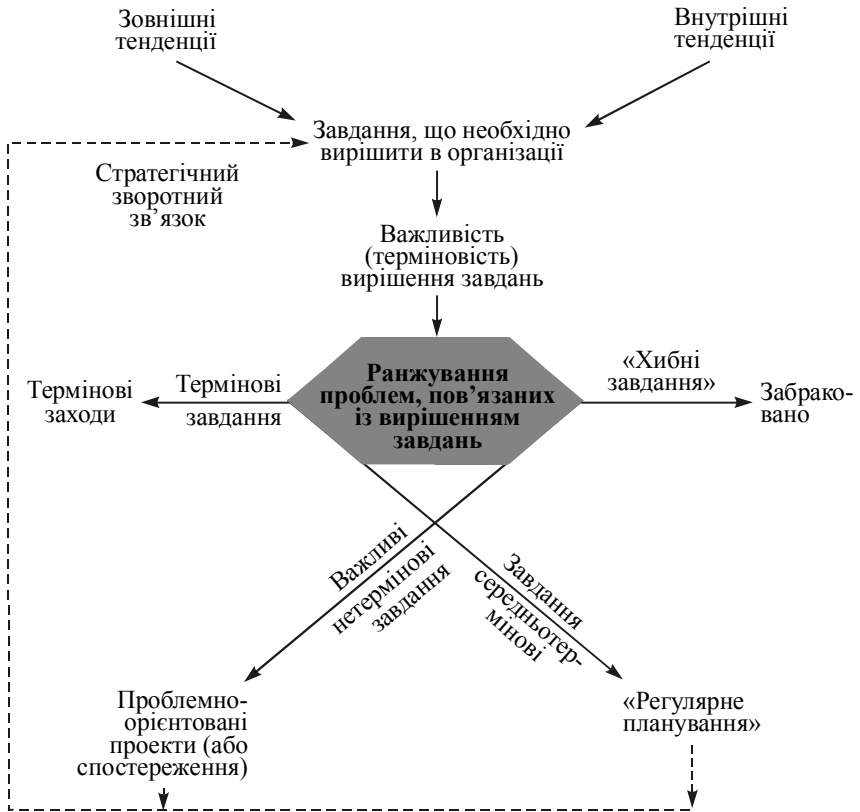 Зовнішні
тенденції
Внутрішні
тенденції
Завдання, що необхідно
вирішити в організації
Стратегічний
зворотний
зв’язок
Важливість
(терміновість)
вирішення завдань
Термінові
заходи
Термінові
завдання
Ранжування
проблем, пов’язаних
із вирішенням
завдань
«Хибні
завдання»
Забрако-
вано
Важливі
нетермінові
завдання
Завдання
середньотер-
мінові
Проблемно-
орієнтовані
проекти (або
спостереження)
«Регулярне
планування»